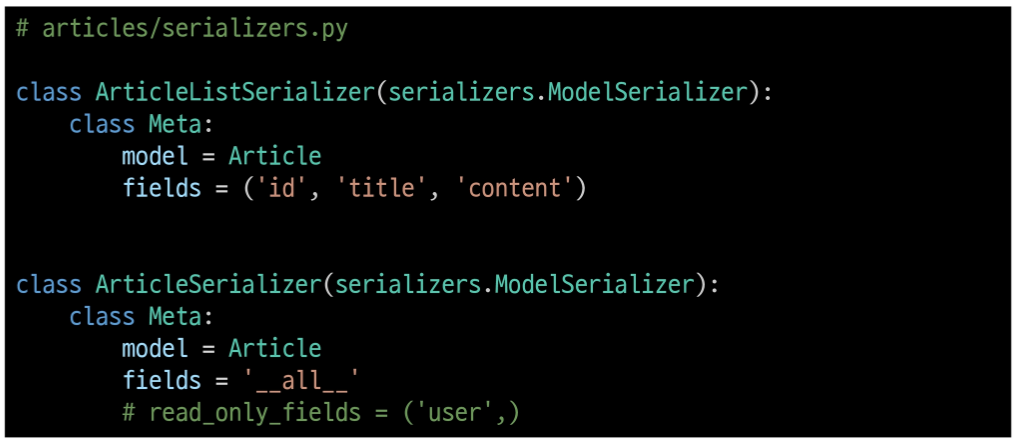 # articles/serializers.py
class ArticleListSerializer(serializers.ModelSerializer):
    class Meta:
        model = Article
        fields = ('id', 'title', 'content')
class ArticleSerializer(serializers.ModelSerializer):
    class Meta:
        model = Article
        fields = '__all__'
        # read_only_fields = ('user',)